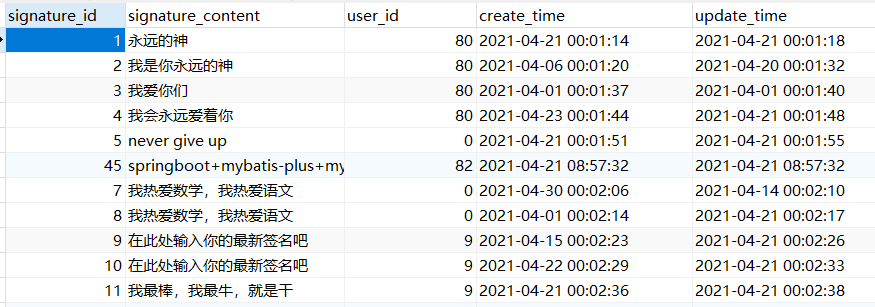 signature_id signature_content user_id create_time update_time
1 永远的神 80 2021-04-21 00:01:14 2021-04-21 00:01:18
2 我是你永远的神 80 2021-04-06 00:01:20 2021-04-20 00:01:32
3 我爱你们 80 2021-04-01 00:01:37 2021-04-01 00:01:40
4 我会永远爱着你 80 2021-04-23 00:01:44 2021-04-21 00:01:48
5 never give up 0 2021-04-21 00:01:51 2021-04-21 00:01:55
45 springboot+mybatis-plus+my 82 2021-04-21 08:57:32 2021-04-21 08:57:32
7 我热爱数学，我热爱语文 0 2021-04-30 00:02:06 2021-04-14 00:02:10
8 我热爱数学，我热爱语文 0 2021-04-01 00:02:14 2021-04-21 00:02:17
9 在此处输入你的最新签名吧 9 2021-04-15 00:02:23 2021-04-21 00:02:26
10 在此处输入你的最新签名吧 9 2021-04-22 00:02:29 2021-04-21 00:02:33
11 我最棒，我最牛，就是干 9 2021-04-21 00:02:36 2021-04-21 00:02:38